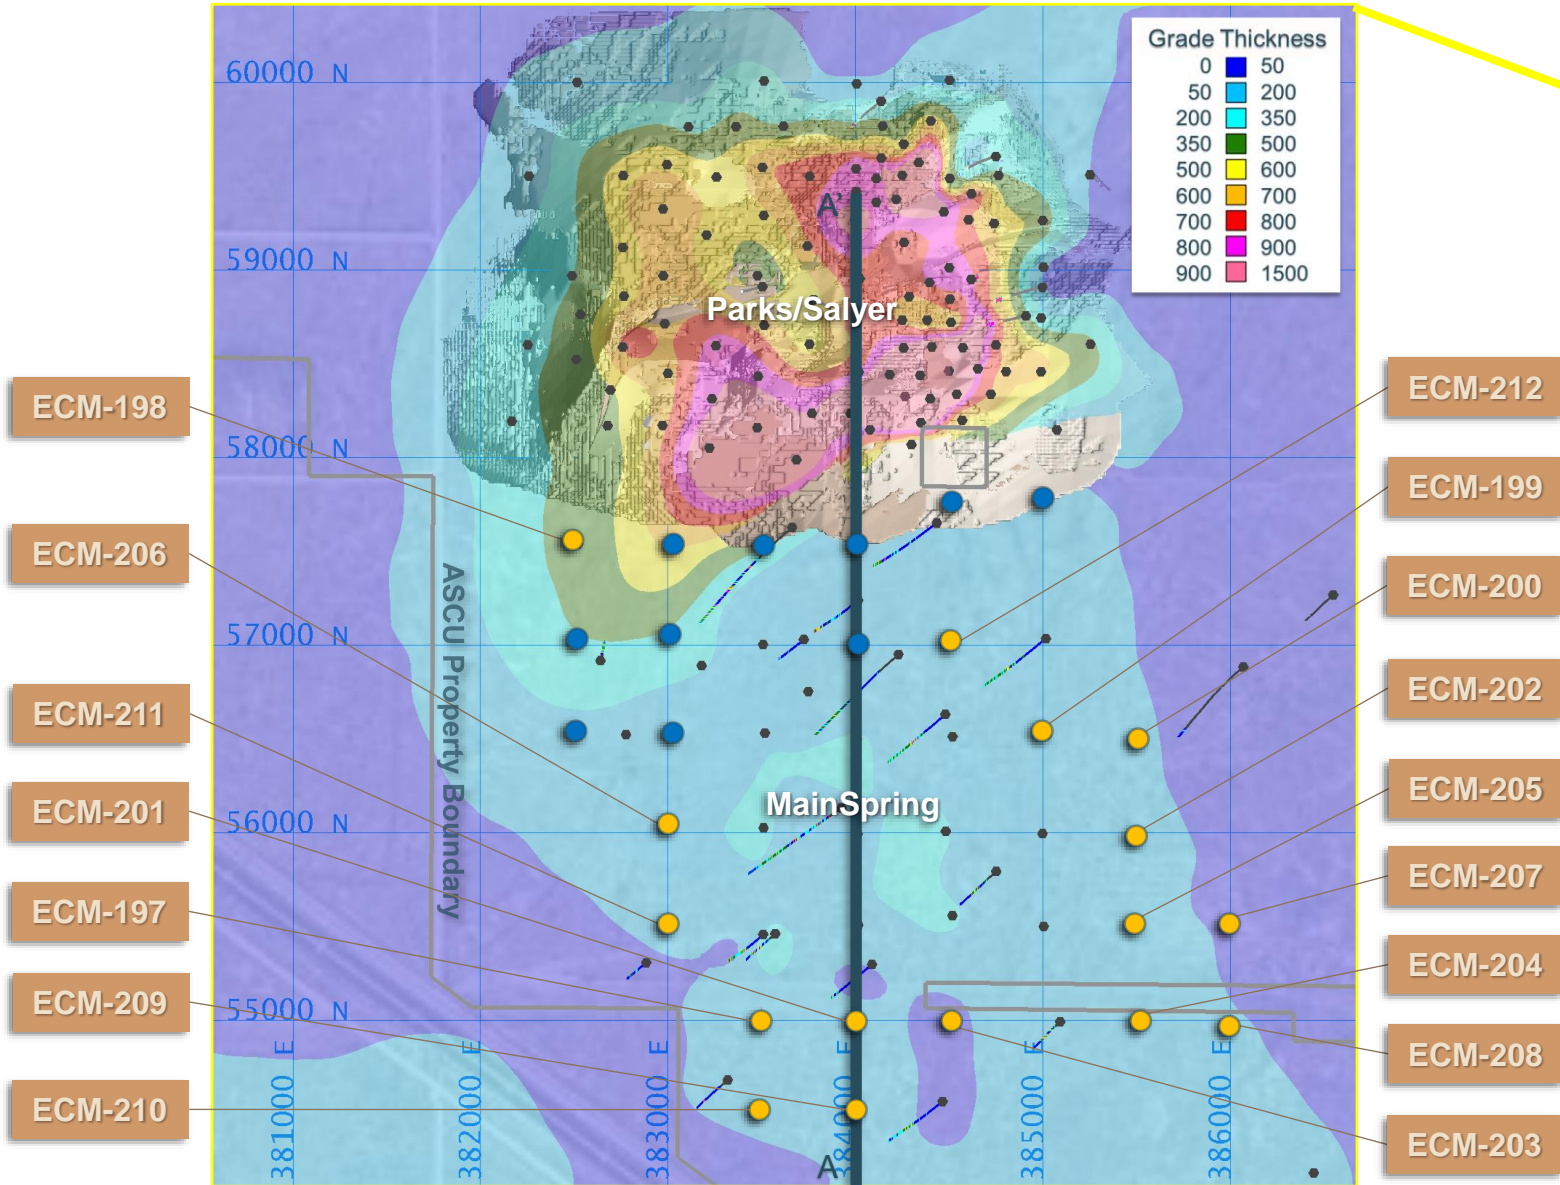 Grade Thickness
0 50
50 200
200 350
350 500
500 600
600 700
700 800
800 900
900 1500
60000 N
59000 N
58000 N
57000 N
56000 N
55000 N
A'
Parks/Salyer
MainSpring
A
ASCU Property Boundary
ECM-198
ECM-206
ECM-211
ECM-201
ECM-197
ECM-209
ECM-210
ECM-212
ECM-199
ECM-200
ECM-202
ECM-205
ECM-207
ECM-204
ECM-208
ECM-203
381000 E
382000 E
383000 E
384000 E
385000 E
386000 E